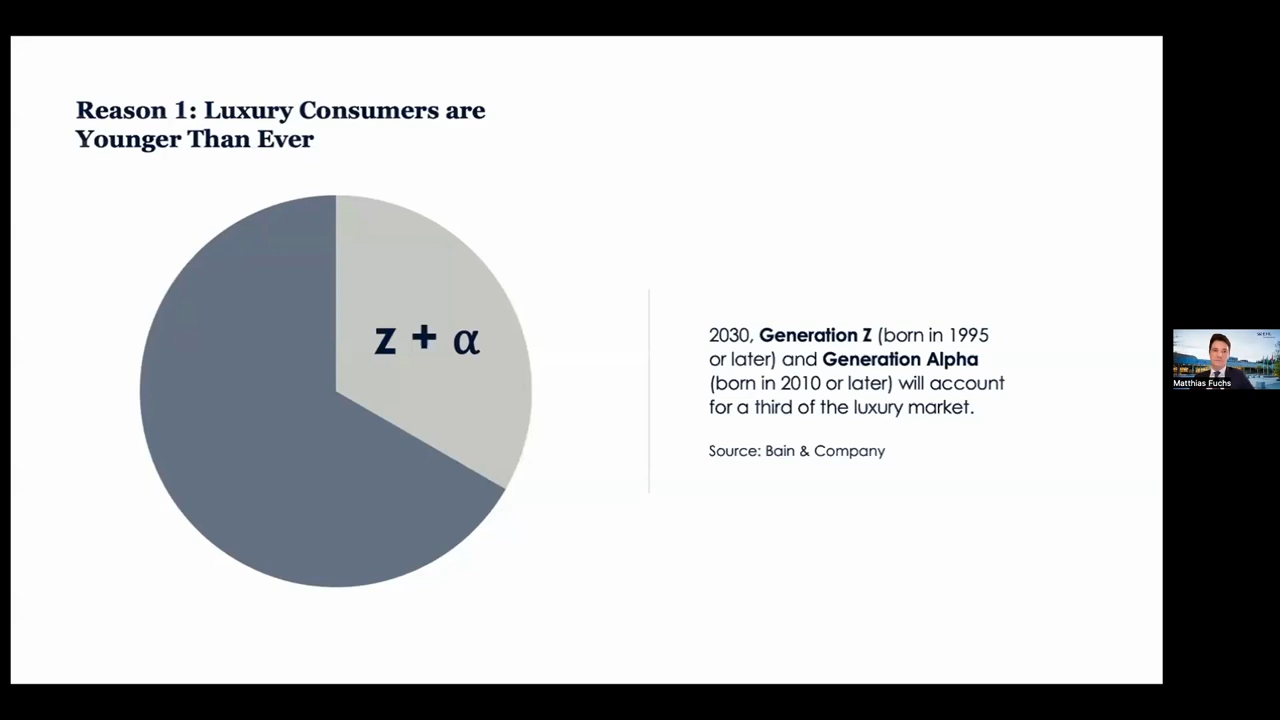 Reason 1: Luxury Consumers are
Younger Than Ever
z + α
2030, Generation Z (born in 1995
or later) and Generation Alpha
(born in 2010 or later) will account
for a third of the luxury market.
Source: Bain & Company
Matthias Fuchs